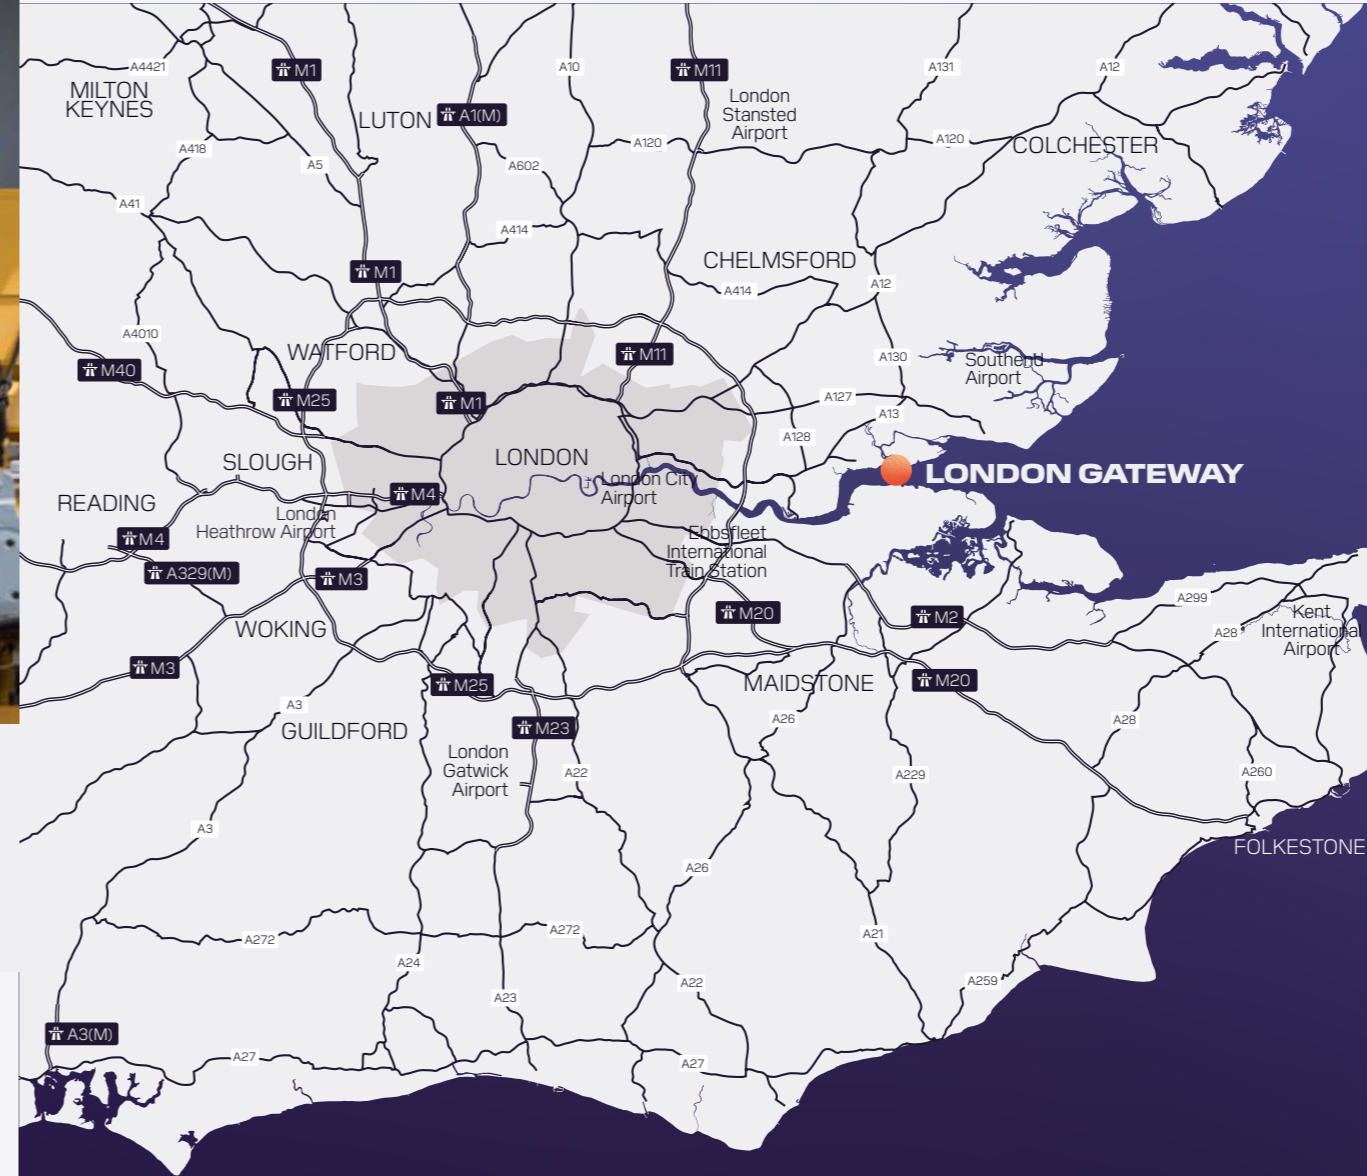 A4421
M1
A10
M11
A131
A12
MILTON
KEYNES
LUTON
A1(M)
London
Stansted
Airport
A418
A5
A602
A120
A120
COLCHESTER
A41
A414
M1
CHELMSFORD
A414
A12
A4010
WATFORD
M11
A130
Southend
Airport
M40
M25
M1
A127
A13
A128
SLOUGH
LONDON
London City
Airport
LONDON GATEWAY
READING
M4
London
Heathrow Airport
M4
Ebbsfleet
International
Train Station
A329(M)
M3
M20
M2
A299
A28
Kent
International
Airport
WOKING
M3
M25
MAIDSTONE
M20
A3
GUILDFORD
M23
A26
A28
London
Gatwick
Airport
A22
A229
A260
A3
FOLKESTONE
A26
A272
A272
A21
A24
A23
A22
A259
A3(M)
A27
A27